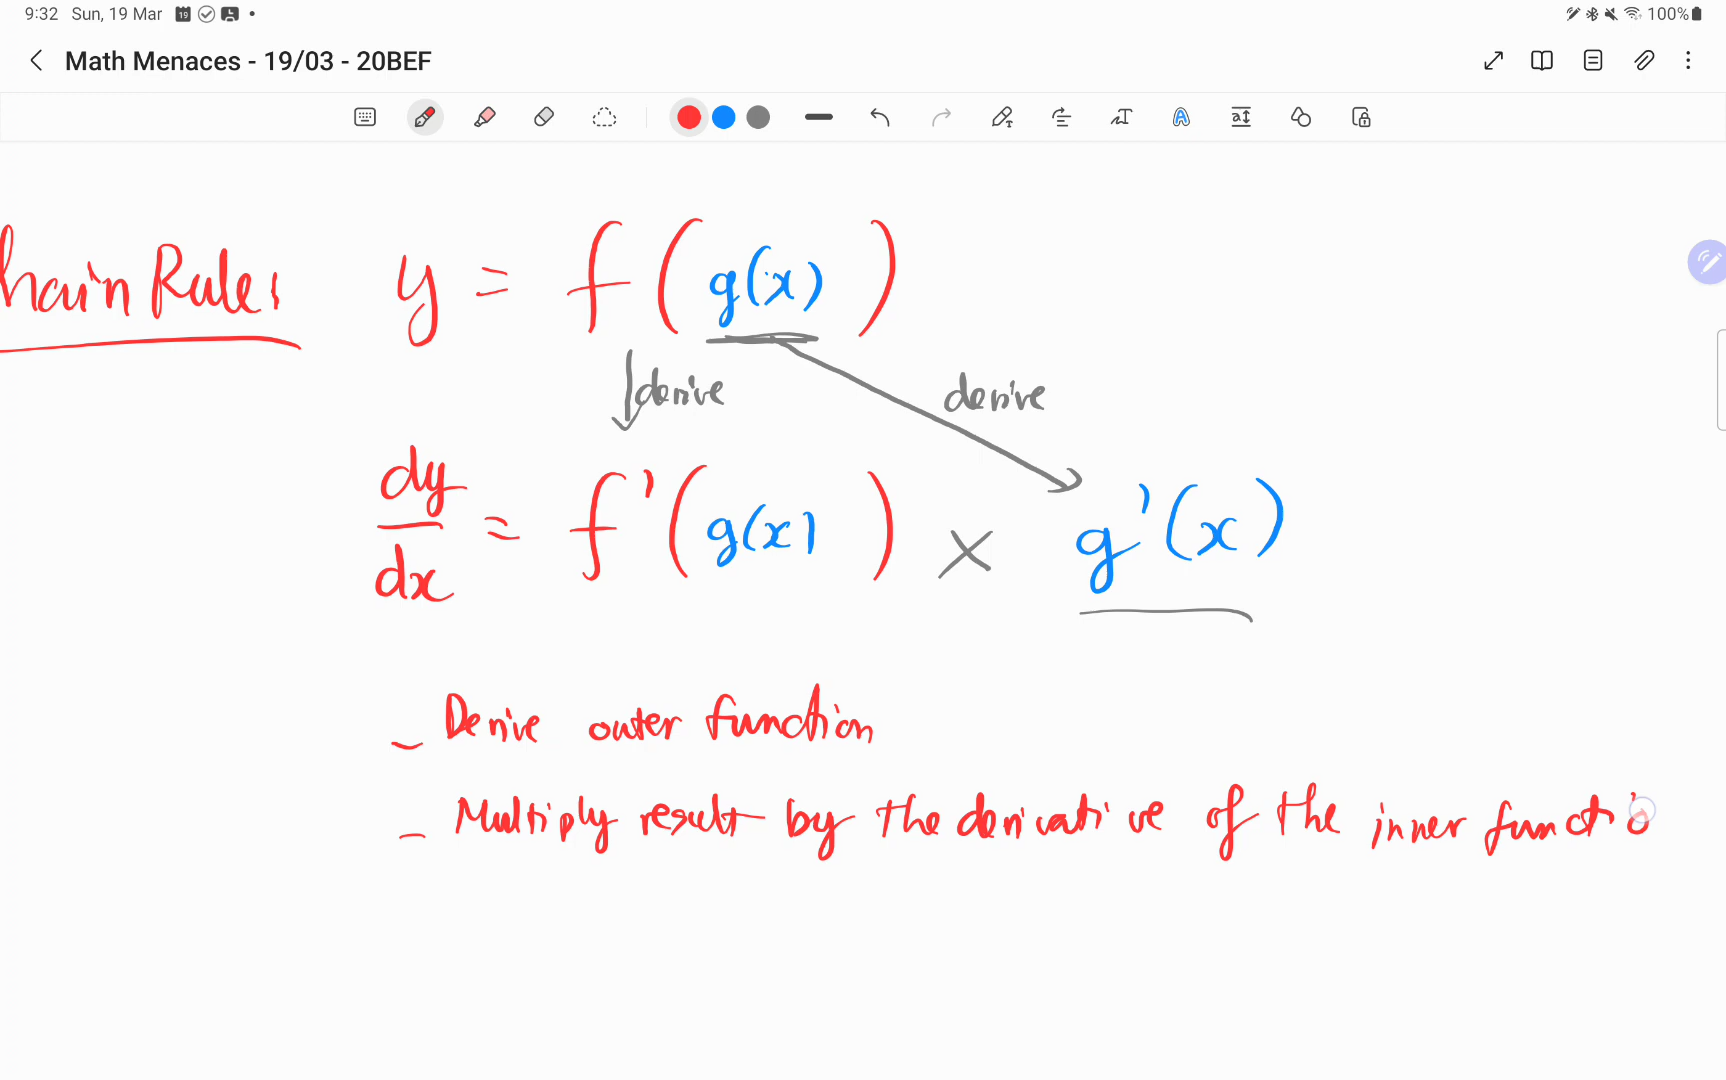 9:32 Sun, 19 Mar 19 100%
Math Menaces - 19/03 - 20BEF
hain Rule: y = f(g(x))
derive derive
dy/dx = f'(g(x)) × g'(x)
- Derive outer function
- Multiply result by the derivative of the inner functio